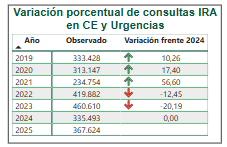 Variación porcentual de consultas IRA
en CE y Urgencias
Año Observado Variación frente 2024
2019 333.428 10,26
2020 313.147 17,40
2021 234.754 56,60
2022 419.882 -12,45
2023 460.610 -20,19
2024 335.493 0,00
2025 367.624